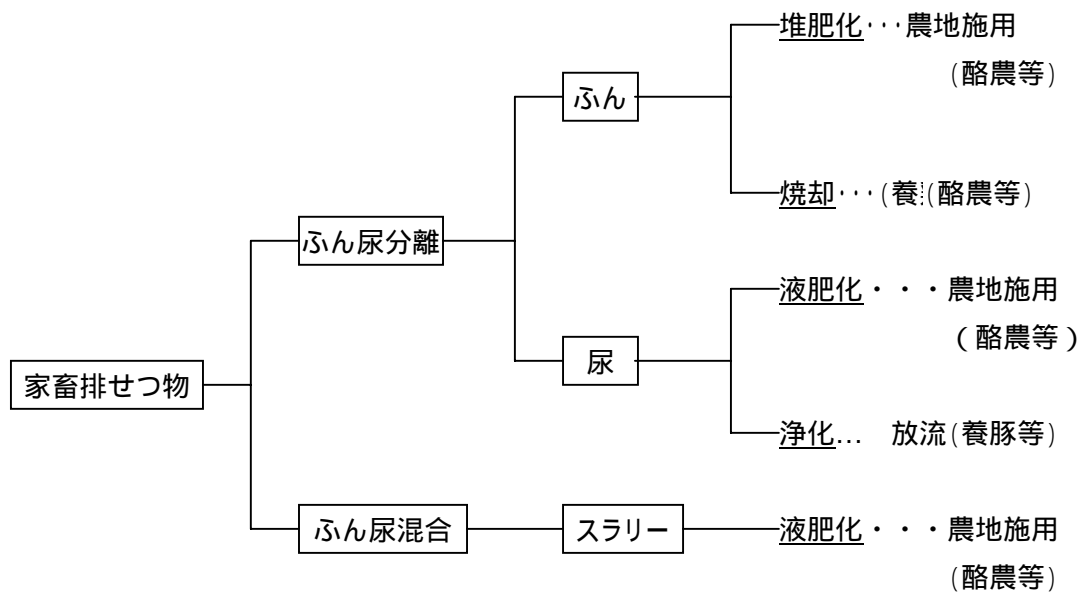 堆肥化･･･農地施用
(酪農等)
ふん
焼却･･･(養(酪農等)
ふん尿分離
液肥化・・・農地施用
(酪農等)
尿
家畜排せつ物
浄化… 放流(養豚等)
ふん尿混合
スラリー
液肥化・・・農地施用
(酪農等)